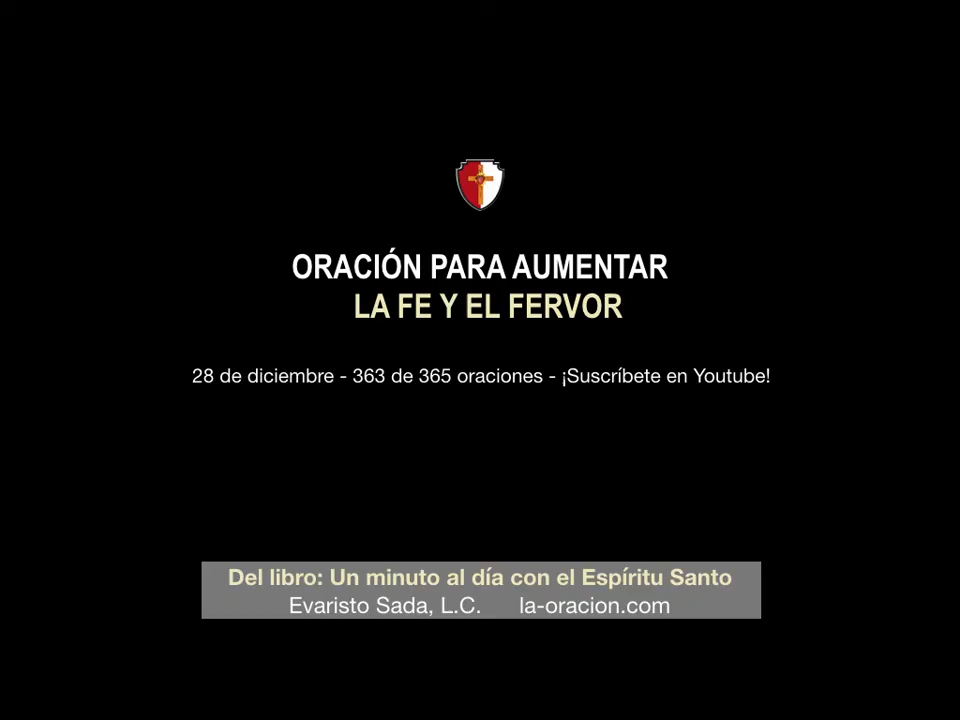 ORACIÓN PARA AUMENTAR
LA FE Y EL FERVOR
28 de diciembre - 363 de 365 oraciones - ¡Suscríbete en Youtube!
Del libro: Un minuto al día con el Espíritu Santo
Evaristo Sada, L.C. la-oracion.com